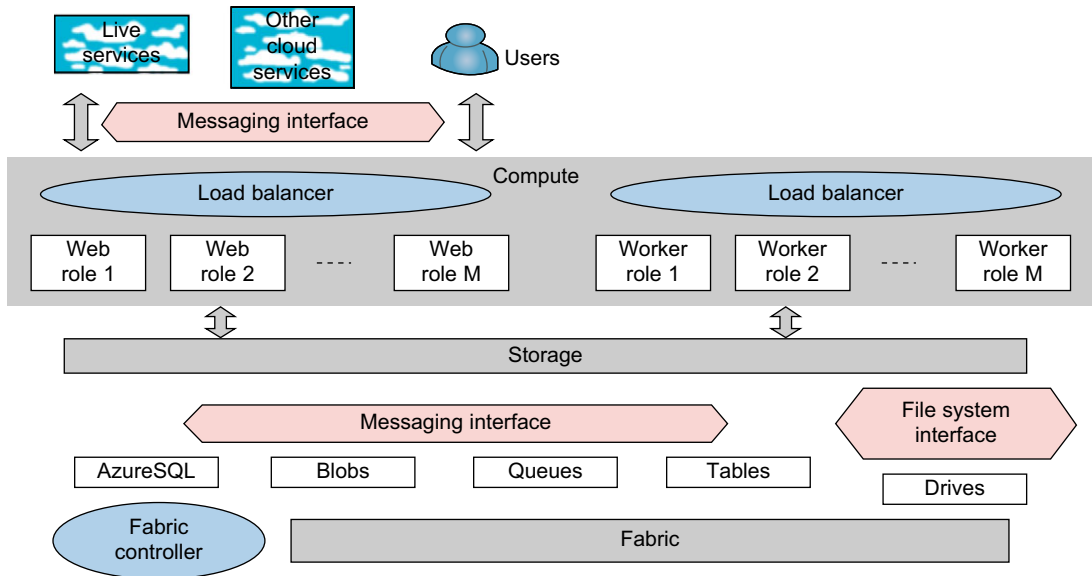 Live
services
Other
cloud
services
Users
Messaging interface
Compute
Load balancer
Load balancer
Web
role 1
Web
role 2
----
Web
role M
Worker
role 1
Worker
role 2
----
Worker
role M
Storage
Messaging interface
File system
interface
AzureSQL
Blobs
Queues
Tables
Drives
Fabric
controller
Fabric